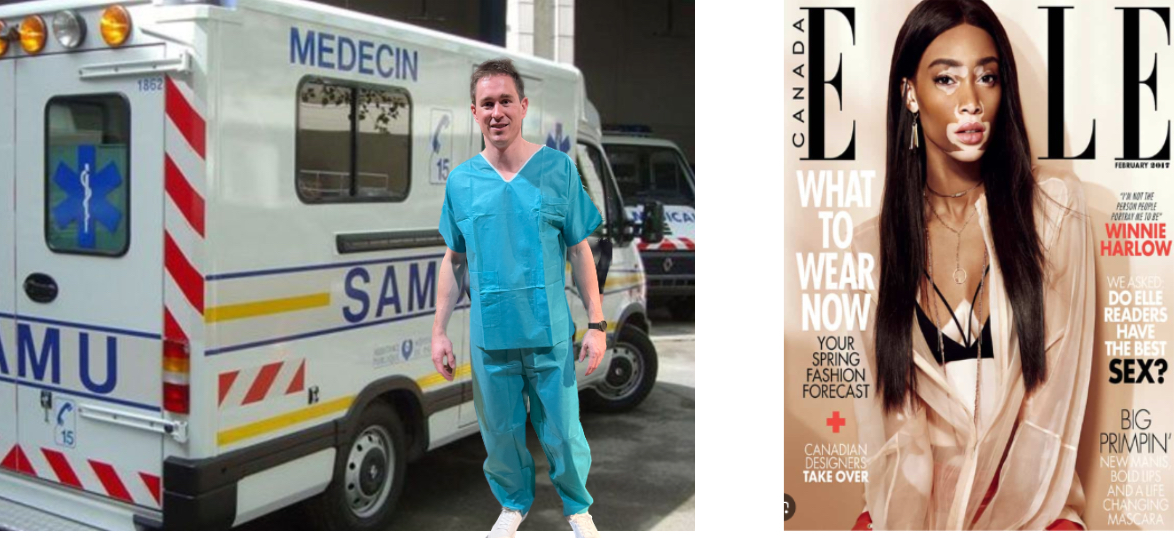 1862
MEDECIN
15
SAMU
AMU
15
CANADA
ELLE
FEBRUARY 2017
WHAT
TO
WEAR
NOW
YOUR
SPRING
FASHION
FORECAST
+
CANADIAN
DESIGNERS
TAKE OVER
"I'M NOT THE
PERSON PEOPLE
PORTRAY ME TO BE"
WINNIE
HARLOW
WE ASKED:
DO ELLE
READERS
HAVE
THE BEST
SEX?
BIG
PRIMPIN'
NEW MANIS,
BOLD LIPS
AND A LIFE
CHANGING
MASCARA